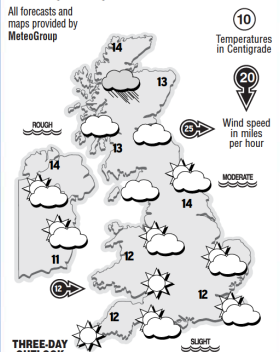 All forecasts and
maps provided by
MeteoGroup
10
Temperatures
in Centigrade
20
Wind speed
in miles
per hour
14
13
25
ROUGH
13
14
MODERATE
14
11
12
12
12
12
SLIGHT
THREE-DAY
OUTLOOK